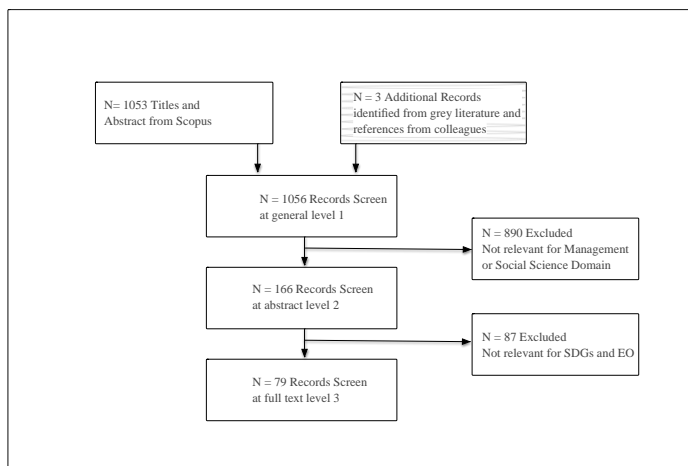 N= 1053 Titles and
Abstract from Scopus
N = 3 Additional Records
identified from grey literature and
references from colleagues
N = 1056 Records Screen
at general level 1
N = 890 Excluded
Not relevant for Management
or Social Science Domain
N = 166 Records Screen
at abstract level 2
N = 87 Excluded
Not relevant for SDGs and EO
N = 79 Records Screen
at full text level 3